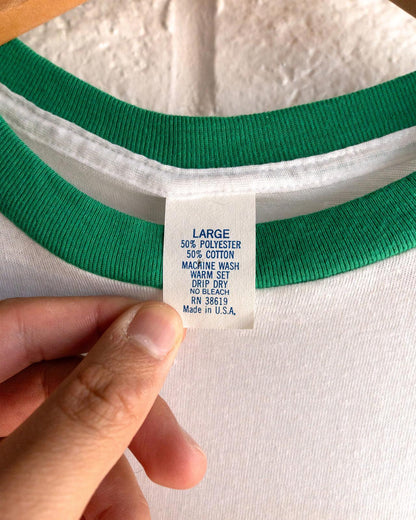 LARGE
50% POLYESTER
50% COTTON
MACHINE WASH
WARM SET
DRIP DRY
NO BLEACH
RN 38619
Made in U.S.A.